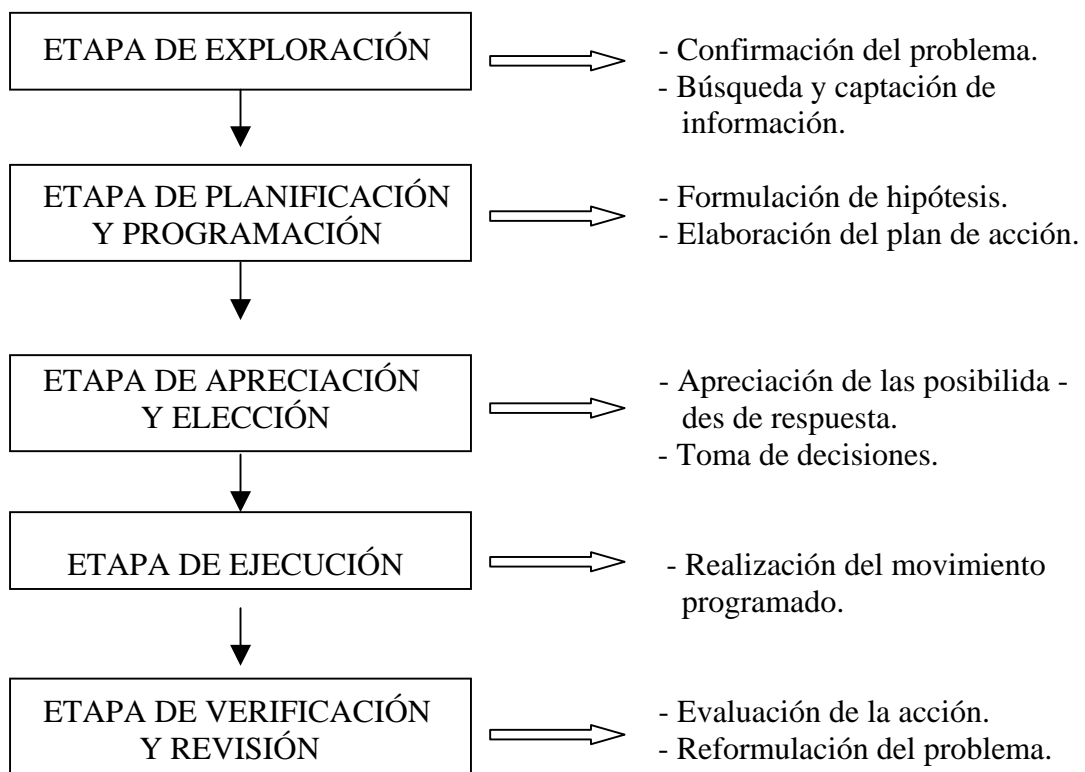 ETAPA DE EXPLORACIÓN
- Confirmación del problema.
- Búsqueda y captación de
información.
ETAPA DE PLANIFICACIÓN
Y PROGRAMACIÓN
- Formulación de hipótesis.
- Elaboración del plan de acción.
ETAPA DE APRECIACIÓN
Y ELECCIÓN
- Apreciación de las posibilida -
des de respuesta.
- Toma de decisiones.
ETAPA DE EJECUCIÓN
- Realización del movimiento
programado.
ETAPA DE VERIFICACIÓN
Y REVISIÓN
- Evaluación de la acción.
- Reformulación del problema.